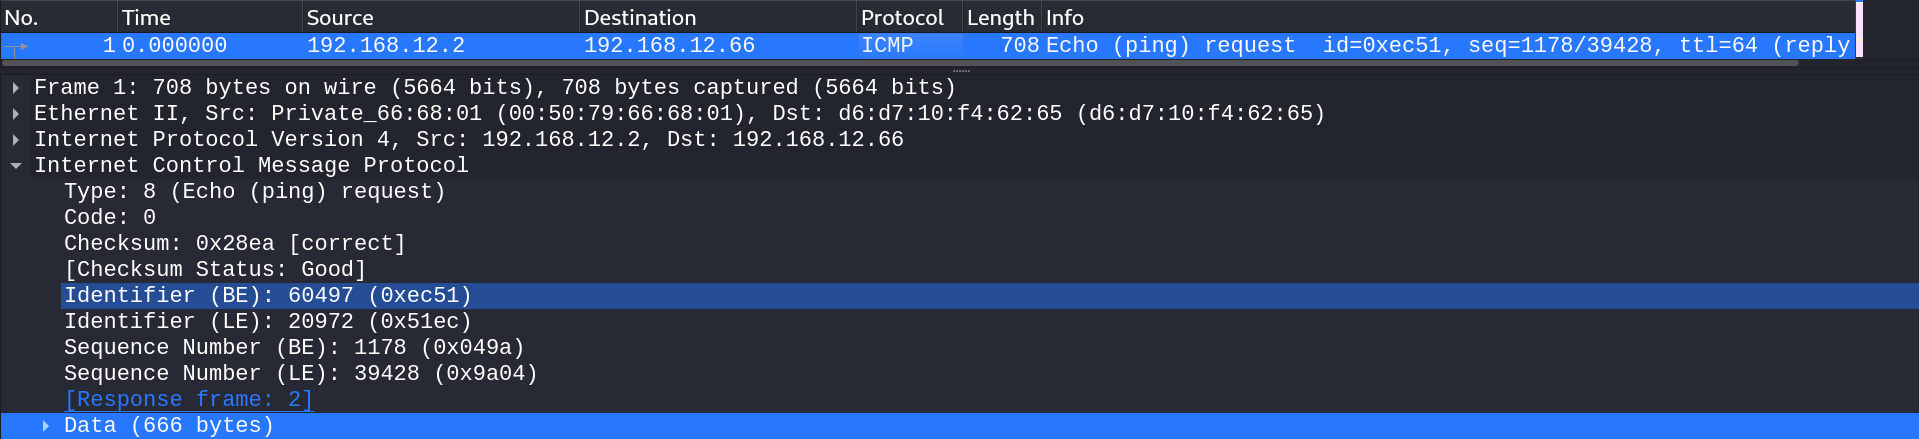 No. Time Source Destination Protocol Length Info
1 0.000000 192.168.12.2 192.168.12.66 ICMP 708 Echo (ping) request id=0xec51, seq=1178/39428, ttl=64 (reply
Frame 1: 708 bytes on wire (5664 bits), 708 bytes captured (5664 bits)
Ethernet II, Src: Private_66:68:01 (00:50:79:66:68:01), Dst: d6:d7:10:f4:62:65 (d6:d7:10:f4:62:65)
Internet Protocol Version 4, Src: 192.168.12.2, Dst: 192.168.12.66
Internet Control Message Protocol
Type: 8 (Echo (ping) request)
Code: 0
Checksum: 0x28ea [correct]
[Checksum Status: Good]
Identifier (BE): 60497 (0xec51)
Identifier (LE): 20972 (0x51ec)
Sequence Number (BE): 1178 (0x049a)
Sequence Number (LE): 39428 (0x9a04)
[Response frame: 2]
Data (666 bytes)